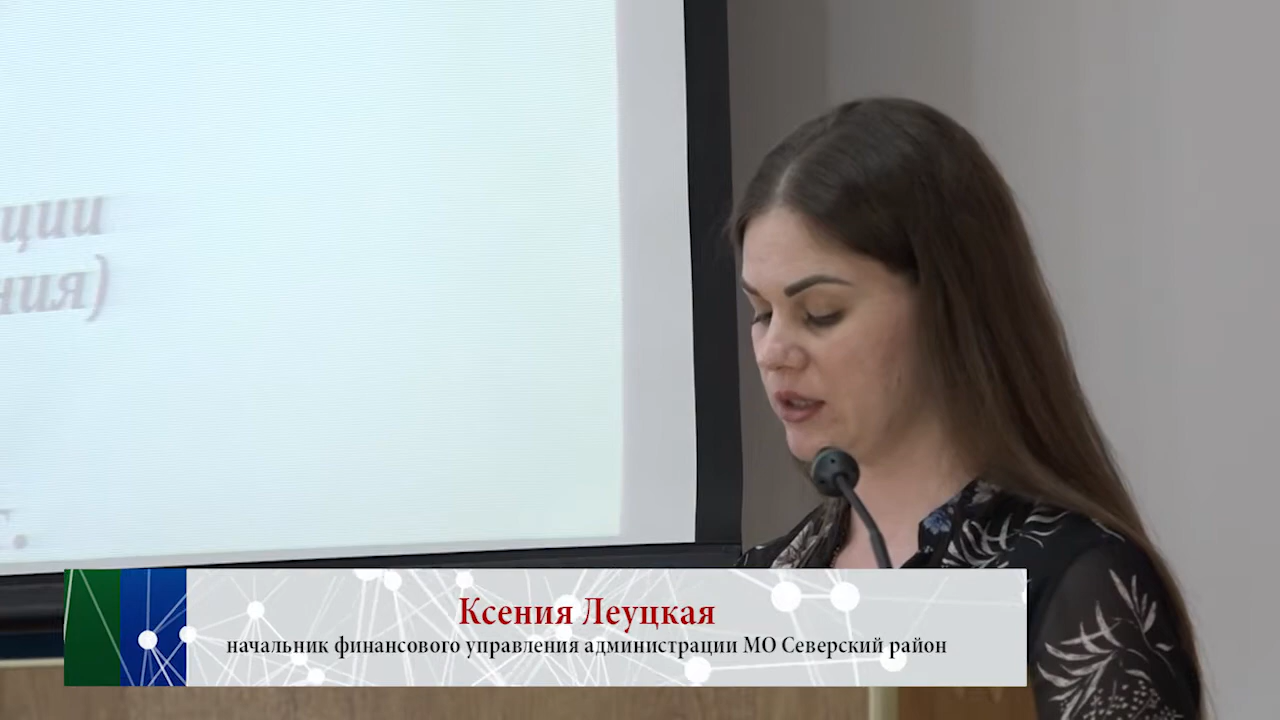 ции
ния)
г.
Ксения Леуцкая
начальник финансового управления администрации МО Северский район